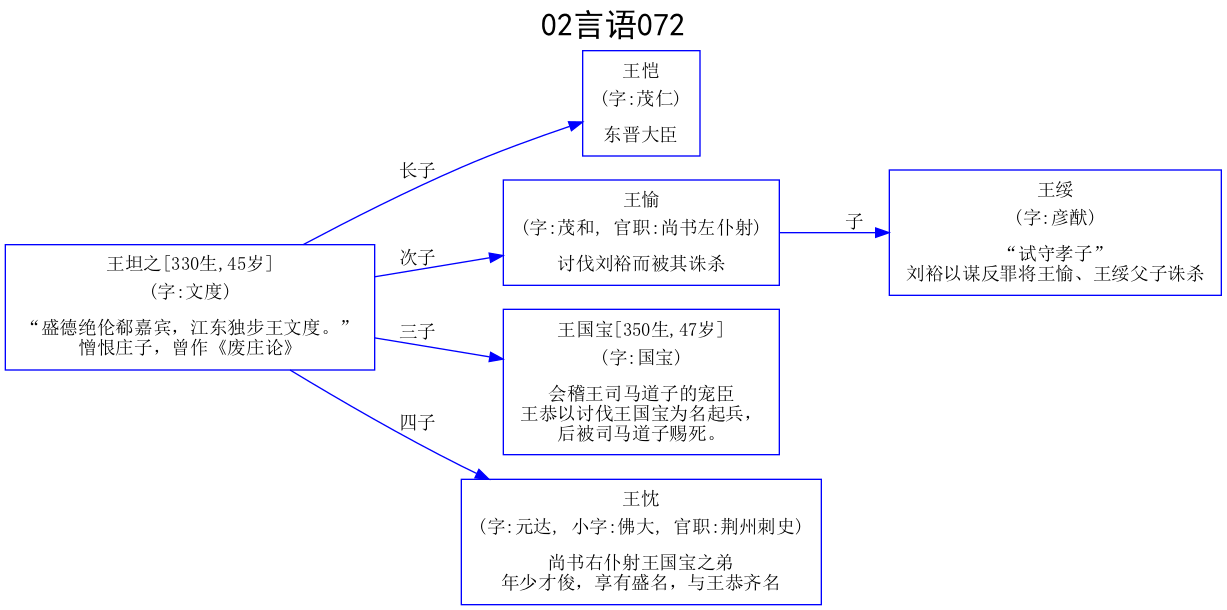 02言语072
王恺
(字:茂仁)
东晋大臣
长子
王愉
(字:茂和, 官职:尚书左仆射)
讨伐刘裕而被其诛杀
次子
子
王绥
(字:彦猷)
“试守孝子”
刘裕以谋反罪将王愉、王绥父子诛杀
王坦之[330生,45岁]
(字:文度)
“盛德绝伦郗嘉宾，江东独步王文度。”
憎恨庄子，曾作《废庄论》
三子
王国宝[350生,47岁]
(字:国宝)
会稽王司马道子的宠臣
王恭以讨伐王国宝为名起兵，
后被司马道子赐死。
四子
王忱
(字:元达, 小字:佛大, 官职:荆州刺史)
尚书右仆射王国宝之弟
年少才俊，享有盛名，与王恭齐名